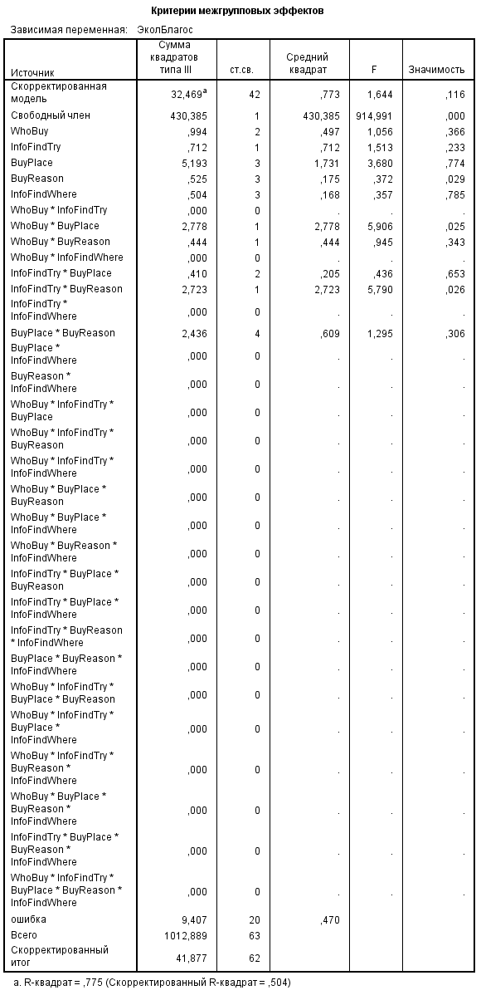 Критерии межгрупповых эффектов
Зависимая переменная: ЭколБлагос
Источник Сумма квадратов типа III ст.св. Средний квадрат F Значимость
Скорректированная модель 32,469a 42 ,773 1,644 ,116
Свободный член 430,385 1 430,385 914,991 ,000
WhoBuy ,994 2 ,497 1,056 ,366
InfoFindTry ,712 1 ,712 1,513 ,233
BuyPlace 5,193 3 1,731 3,680 ,774
BuyReason ,525 3 ,175 ,372 ,029
InfoFindWhere ,504 3 ,168 ,357 ,785
WhoBuy * InfoFindTry ,000 0 . . .
WhoBuy * BuyPlace 2,778 1 2,778 5,906 ,025
WhoBuy * BuyReason ,444 1 ,444 ,945 ,343
WhoBuy * InfoFindWhere ,000 0 . . .
InfoFindTry * BuyPlace ,410 2 ,205 ,436 ,653
InfoFindTry * BuyReason 2,723 1 2,723 5,790 ,026
InfoFindTry * InfoFindWhere ,000 0 . . .
BuyPlace * BuyReason 2,436 4 ,609 1,295 ,306
BuyPlace * InfoFindWhere ,000 0 . . .
BuyReason * InfoFindWhere ,000 0 . . .
WhoBuy * InfoFindTry * BuyPlace ,000 0 . . .
WhoBuy * InfoFindTry * BuyReason ,000 0 . . .
WhoBuy * InfoFindTry * InfoFindWhere ,000 0 . . .
WhoBuy * BuyPlace * BuyReason ,000 0 . . .
WhoBuy * BuyPlace * InfoFindWhere ,000 0 . . .
WhoBuy * BuyReason * InfoFindWhere ,000 0 . . .
InfoFindTry * BuyPlace * BuyReason ,000 0 . . .
InfoFindTry * BuyPlace * InfoFindWhere ,000 0 . . .
InfoFindTry * BuyReason * InfoFindWhere ,000 0 . . .
BuyPlace * BuyReason * InfoFindWhere ,000 0 . . .
WhoBuy * InfoFindTry * BuyPlace * BuyReason ,000 0 . . .
WhoBuy * InfoFindTry * BuyPlace * InfoFindWhere ,000 0 . . .
WhoBuy * InfoFindTry * BuyReason * InfoFindWhere ,000 0 . . .
WhoBuy * BuyPlace * BuyReason * InfoFindWhere ,000 0 . . .
InfoFindTry * BuyPlace * BuyReason * InfoFindWhere ,000 0 . . .
WhoBuy * InfoFindTry * BuyPlace * BuyReason * InfoFindWhere ,000 0 . . .
ошибка 9,407 20 ,470
Всего 1012,889 63
Скорректированный итог 41,877 62
a. R-квадрат = ,775 (Скорректированный R-квадрат = ,504)